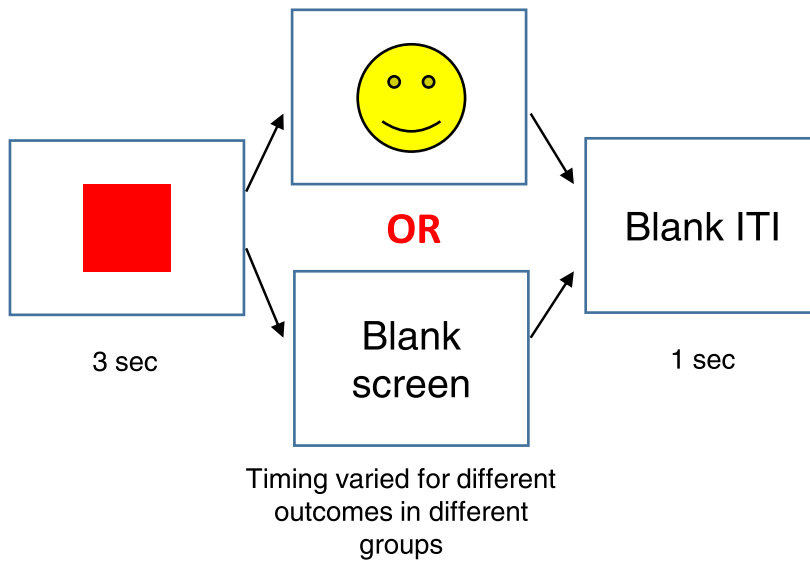 OR
Blank ITI
Blank
screen
3 sec
1 sec
Timing varied for different
outcomes in different
groups